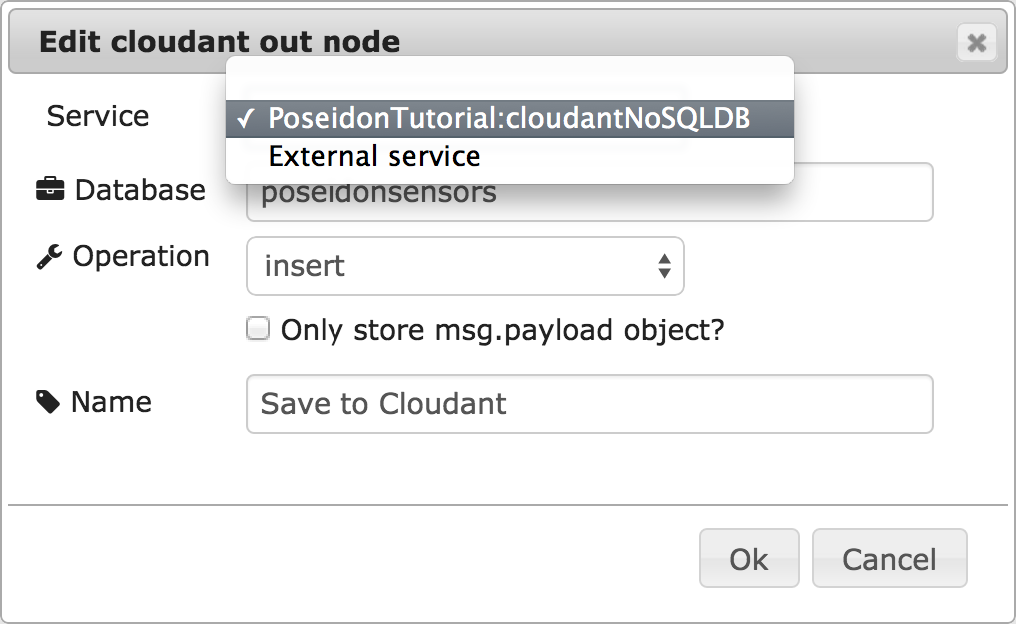 Edit cloudant out node
Service
✓ PoseidonTutorial:cloudantNoSQLDB
External service
Database
poseidonsensors
Operation
insert
Only store msg.payload object?
Name
Save to Cloudant
Ok
Cancel